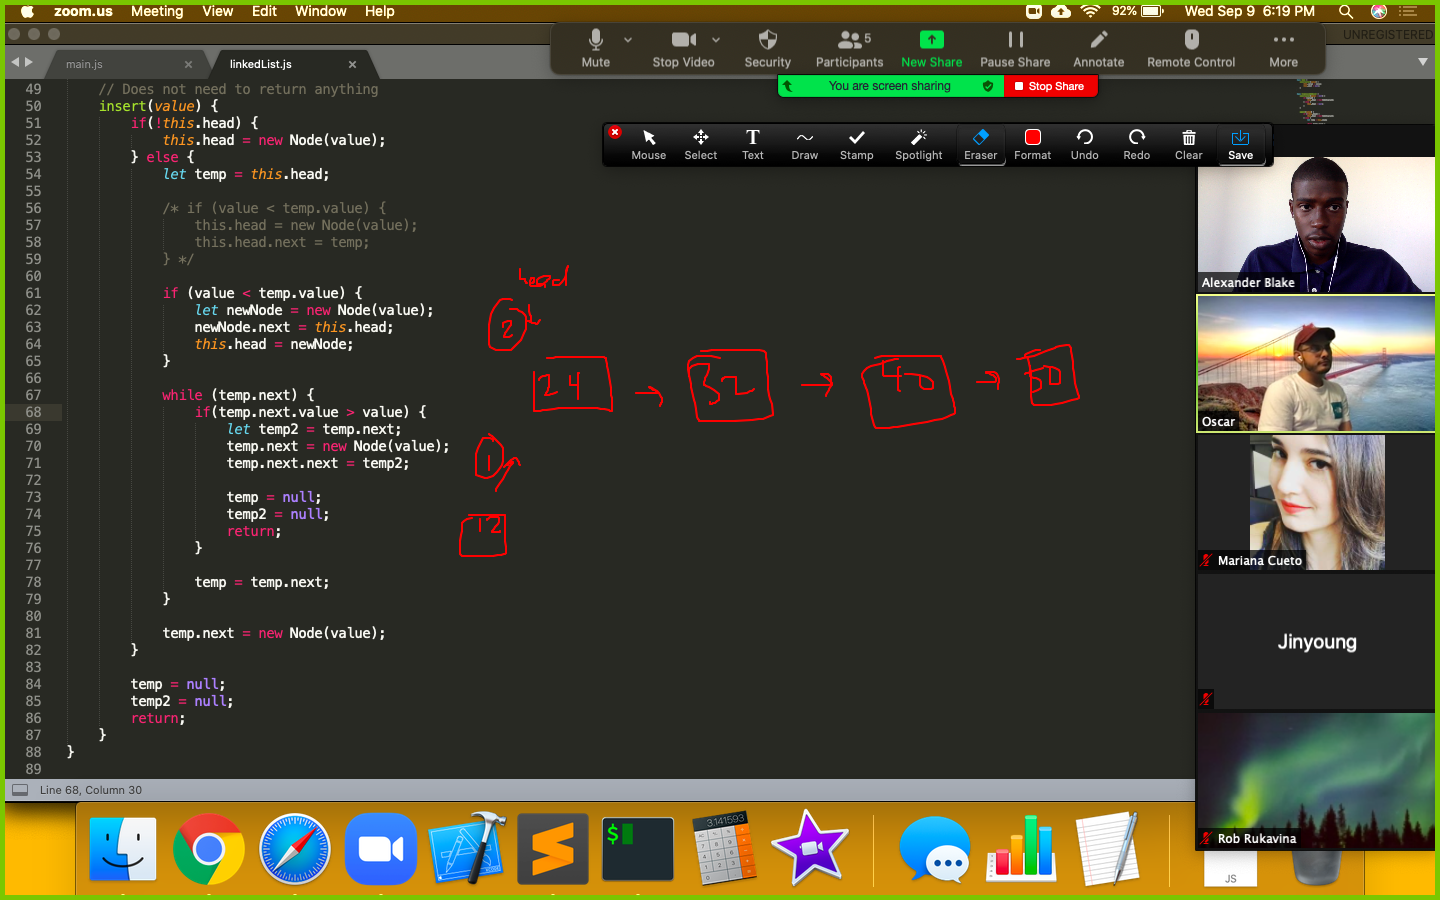 zoom.us Meeting View Edit Window Help 92% Wed Sep 9 6:19 PM
UNREGISTERED
Mute Stop Video Security Participants 5 New Share Pause Share Annotate Remote Control More
main.js linkedList.js
You are screen sharing Stop Share
Mouse Select Text Draw Stamp Spotlight Eraser Format Undo Redo Clear Save
49 // Does not need to return anything
50 insert(value) {
51 if(!this.head) {
52 this.head = new Node(value);
53 } else {
54 let temp = this.head;
55
56 /* if (value < temp.value) {
57 this.head = new Node(value);
58 this.head.next = temp;
59 } */
60
61 if (value < temp.value) {
62 let newNode = new Node(value);
63 newNode.next = this.head;
64 this.head = newNode;
65 }
66
67 while (temp.next) {
68 if(temp.next.value > value) {
69 let temp2 = temp.next;
70 temp.next = new Node(value);
71 temp.next.next = temp2;
72
73 temp = null;
74 temp2 = null;
75 return;
76 }
77
78 temp = temp.next;
79 }
80
81 temp.next = new Node(value);
82 }
83
84 temp = null;
85 temp2 = null;
86 return;
87 }
88 }
89
head
2
24 → 32 → 40 → 50
1
12
Alexander Blake
Oscar
Mariana Cueto
Jinyoung
Rob Rukavina
Line 68, Column 30
$
3.141593
JS